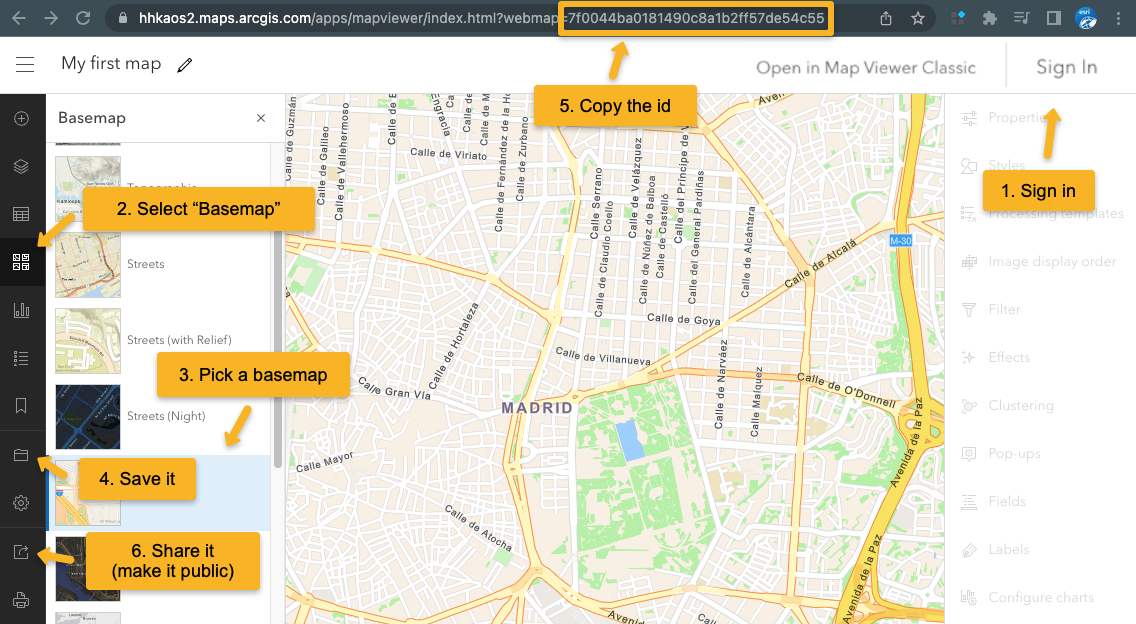 hhkaos2.maps.arcgis.com/apps/mapviewer/index.html?webmap=7f0044ba0181490c8a1b2ff57de54c55
My first map
Open in Map Viewer Classic
Sign In
5. Copy the id
1. Sign in
Basemap
2. Select “Basemap”
Streets
Streets (with Relief)
3. Pick a basemap
Streets (Night)
4. Save it
6. Share it
(make it public)
Calle de Guzmán
Calle de Galileo
Calle de Vallehermoso
Calle de
Engracia
Calle de
Calle de Viriato
Calle de Fernández de la H
Calle de Zurbano
Calle Serrano
Calle de Claudio Coello
Calle de Velázquez
Calle de Núñez de Balboa
Calle de Castelló
Calle del Príncipe de V
Calle del General Pardiñas
Calle de Alcántara
Calle de Alcalá
M-30
Calle de Hortaleza
Calle de Goya
Calle de Villanueva
Calle de Narváez
Calle Máiquez
Calle de O'Donnell
Calle Gran Vía
MADRID
Calle Mayor
Calle de Atocha
Avenida de la Paz
Avenida de la Paz
Properties
Styles
Processing templates
Image display order
Filter
Effects
Clustering
Pop-ups
Fields
Labels
Configure charts